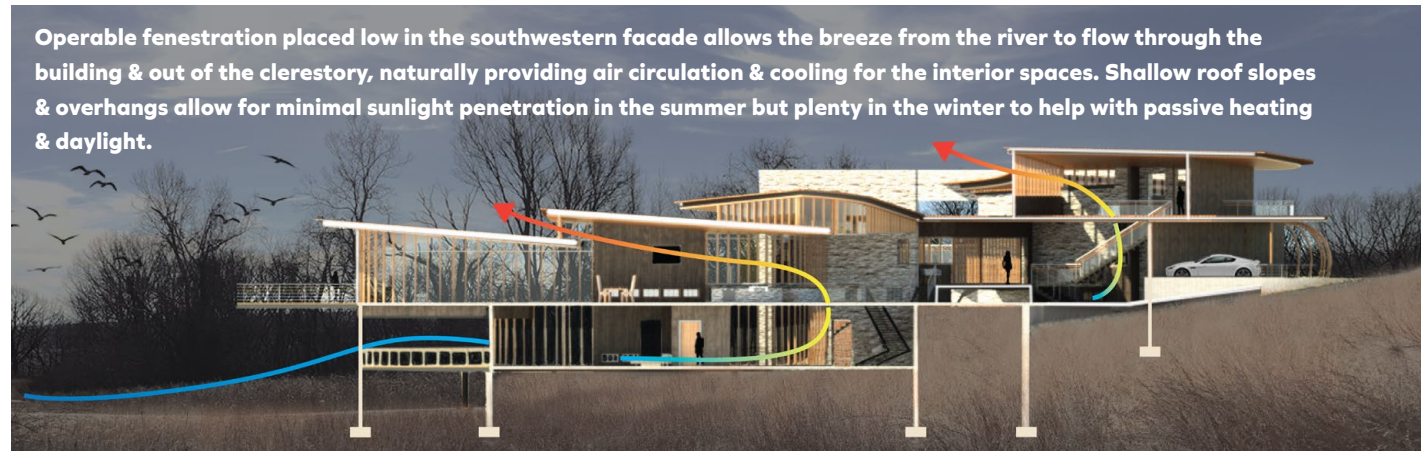 Operable fenestration placed low in the southwestern facade allows the breeze from the river to flow through the
building & out of the clerestory, naturally providing air circulation & cooling for the interior spaces. Shallow roof slopes
& overhangs allow for minimal sunlight penetration in the summer but plenty in the winter to help with passive heating
& daylight.